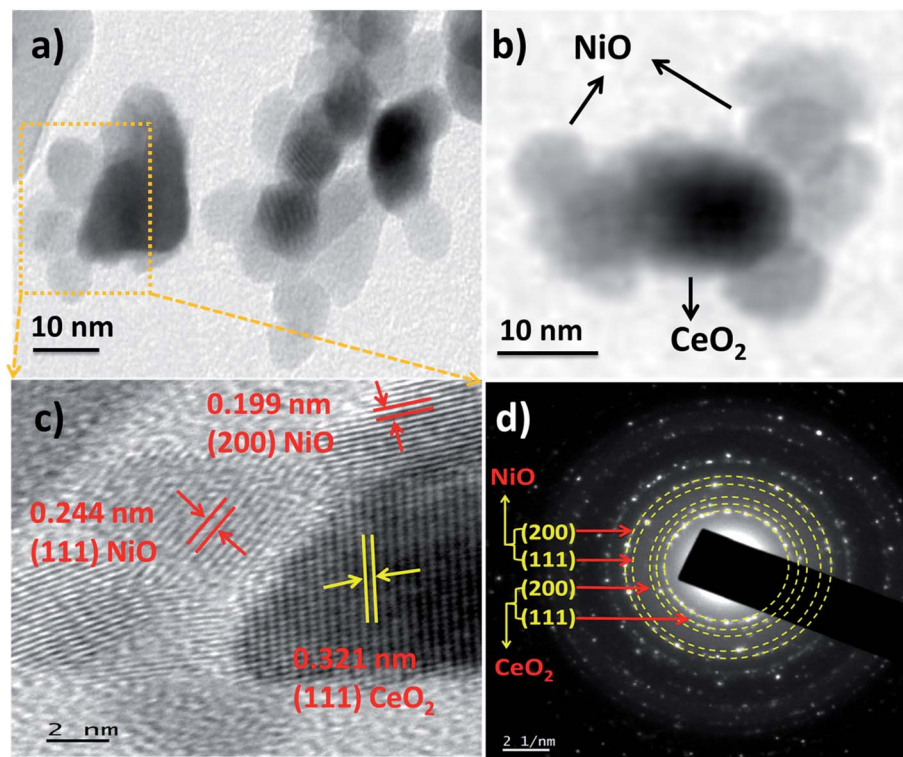 a)
10 nm
b)
NiO
CeO₂
10 nm
c)
0.199 nm
(200) NiO
0.244 nm
(111) NiO
0.321 nm
(111) CeO₂
2 nm
d)
NiO
(200)
(111)
(200)
(111)
CeO₂
2 1/nm